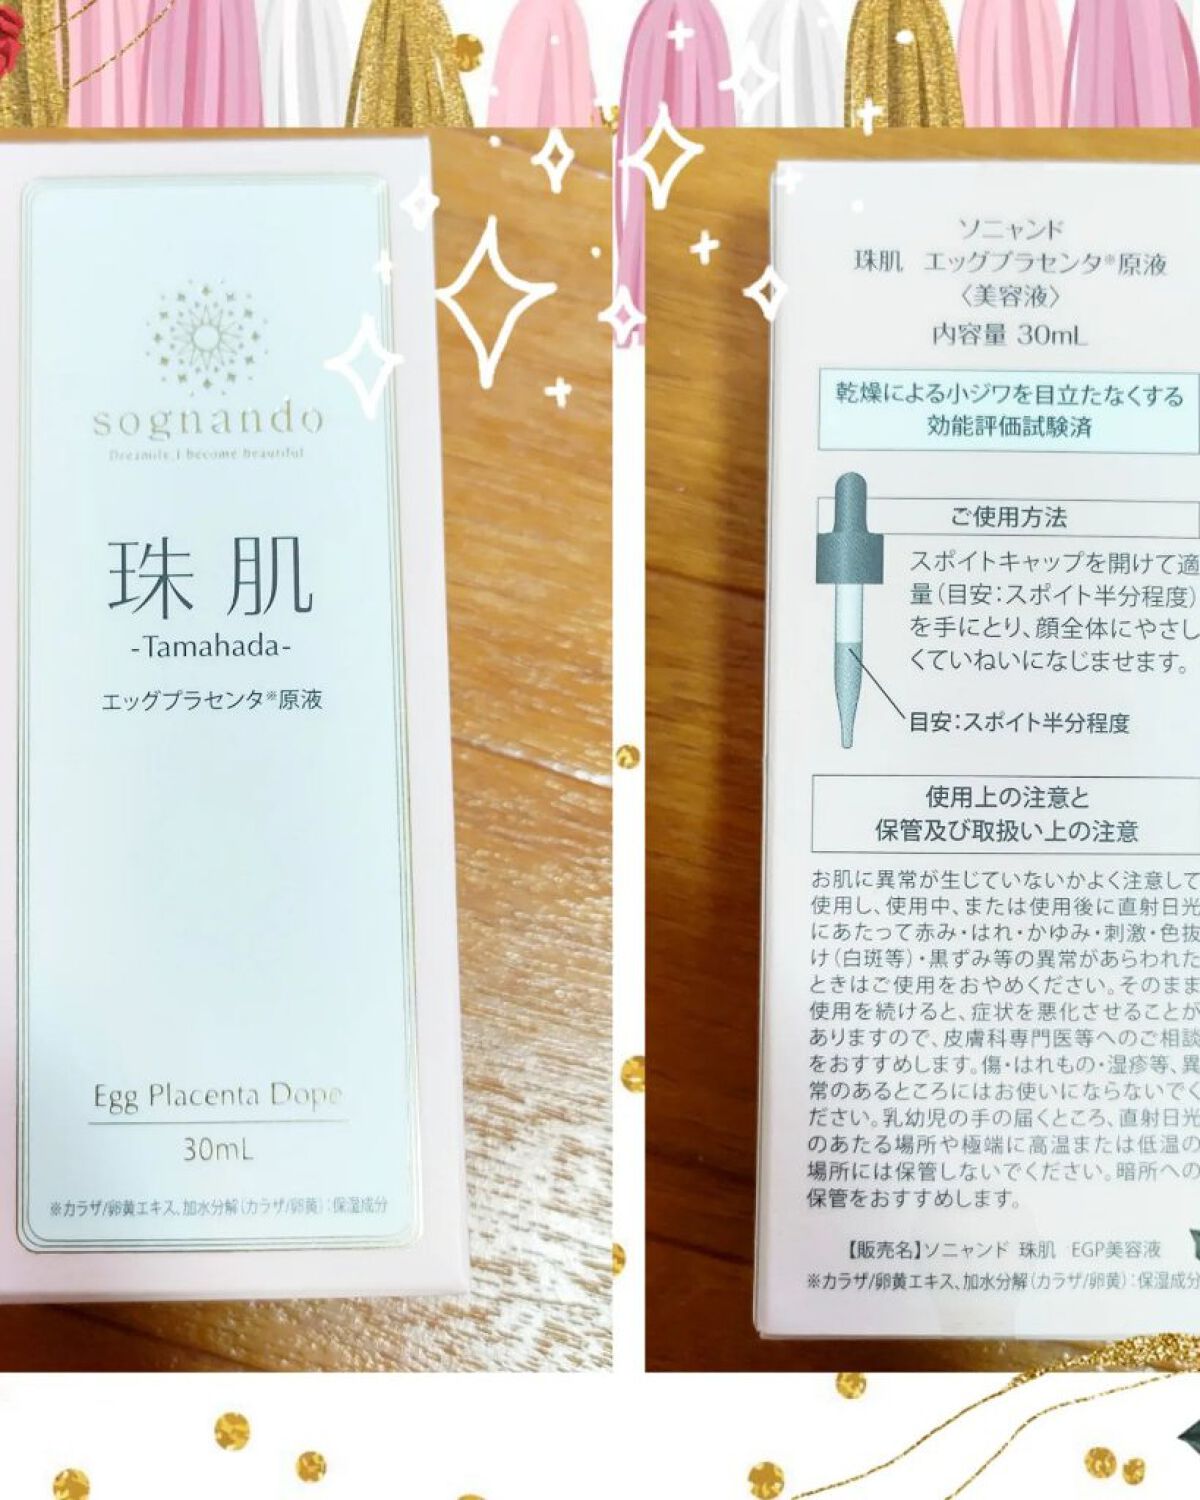 sognando
Dreamile, I become beautiful
珠肌
-Tamahada-
エッグプラセンタ※原液
Egg Placenta Dope
30mL
※カラザ/卵黄エキス、加水分解(カラザ/卵黄):保湿成分
ソニャンド
珠肌 エッグプラセンタ※原液
〈美容液〉
内容量 30mL
乾燥による小ジワを目立たなくする
効能評価試験済
ご使用方法
スポイトキャップを開けて適
量(目安:スポイト半分程度)
を手にとり、顔全体にやさし
くていねいになじませます。
目安:スポイト半分程度
使用上の注意と
保管及び取扱い上の注意
お肌に異常が生じていないかよく注意して
使用し、使用中、または使用後に直射日光
にあたって赤み・はれ・かゆみ・刺激・色抜
け(白斑等)・黒ずみ等の異常があらわれた
ときはご使用をおやめください。そのまま
使用を続けると、症状を悪化させることが
ありますので、皮膚科専門医等へのご相談
をおすすめします。傷・はれもの・湿疹等、異
常のあるところにはお使いにならないでく
ださい。乳幼児の手の届くところ、直射日光
のあたる場所や極端に高温または低温の
場所には保管しないでください。暗所への
保管をおすすめします。
【販売名】ソニャンド 珠肌 EGP美容液
※カラザ/卵黄エキス、加水分解(カラザ/卵黄):保湿成分